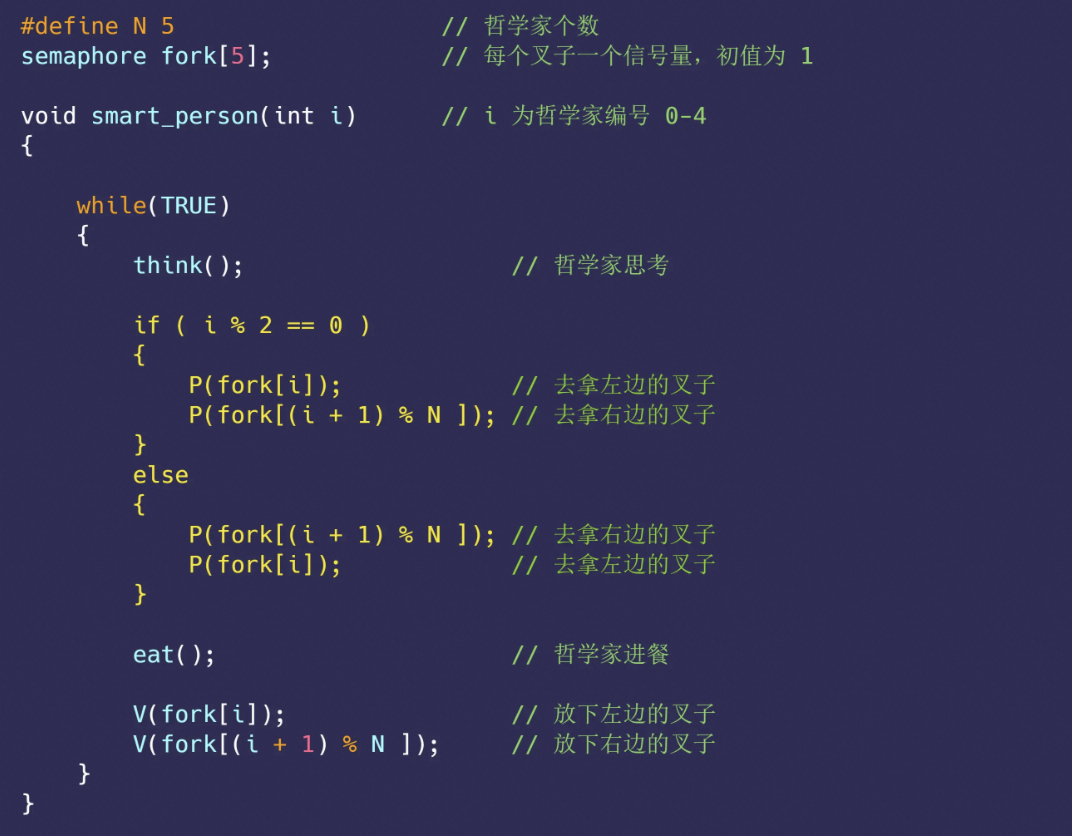 #define N 5 // 哲学家个数
semaphore fork[5]; // 每个叉子一个信号量，初值为 1
void smart_person(int i) // i 为哲学家编号 0-4
{
while(TRUE)
{
think(); // 哲学家思考
if ( i % 2 == 0 )
{
P(fork[i]); // 去拿左边的叉子
P(fork[(i + 1) % N ]); // 去拿右边的叉子
}
else
{
P(fork[(i + 1) % N ]); // 去拿右边的叉子
P(fork[i]); // 去拿左边的叉子
}
eat(); // 哲学家进餐
V(fork[i]); // 放下左边的叉子
V(fork[(i + 1) % N ]); // 放下右边的叉子
}
}